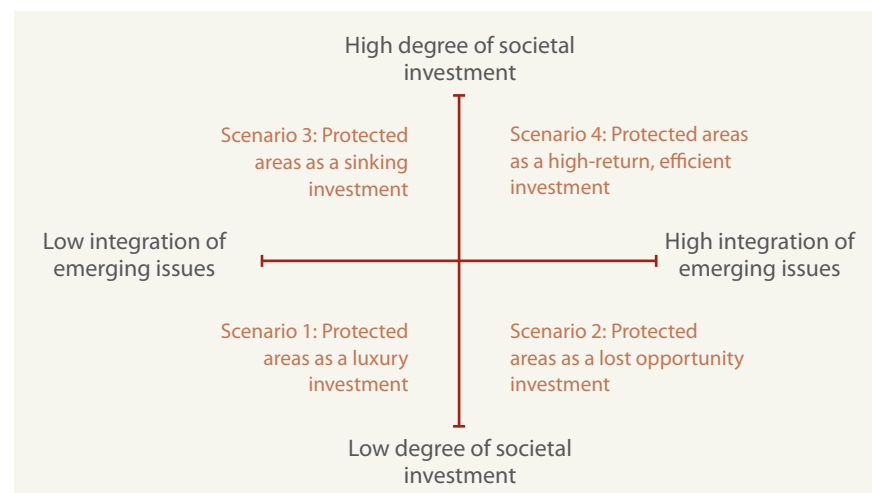 High degree of societal
investment
Scenario 3: Protected
areas as a sinking
investment
Scenario 4: Protected areas
as a high-return, efficient
investment
Low integration of
emerging issues
High integration of
emerging issues
Scenario 1: Protected
areas as a luxury
investment
Scenario 2: Protected
areas as a lost opportunity
investment
Low degree of societal
investment